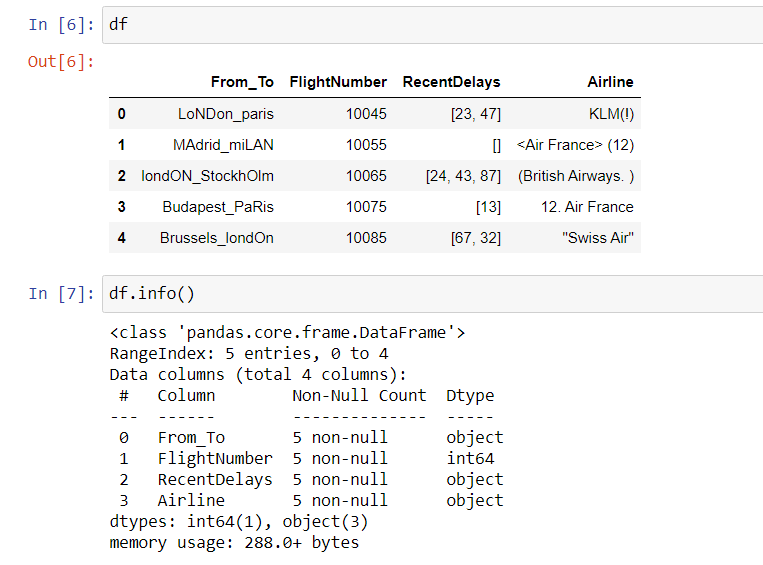 In [6]: df
Out[6]:
From_To FlightNumber RecentDelays Airline
0 LoNDon_paris 10045 [23, 47] KLM(!)
1 MAdrid_miLAN 10055 [] <Air France> (12)
2 londON_StockhOlm 10065 [24, 43, 87] (British Airways. )
3 Budapest_PaRis 10075 [13] 12. Air France
4 Brussels_londOn 10085 [67, 32] "Swiss Air"
In [7]: df.info()
<class 'pandas.core.frame.DataFrame'>
RangeIndex: 5 entries, 0 to 4
Data columns (total 4 columns):
# Column Non-Null Count Dtype
--- ------ -------------- -----
0 From_To 5 non-null object
1 FlightNumber 5 non-null int64
2 RecentDelays 5 non-null object
3 Airline 5 non-null object
dtypes: int64(1), object(3)
memory usage: 288.0+ bytes